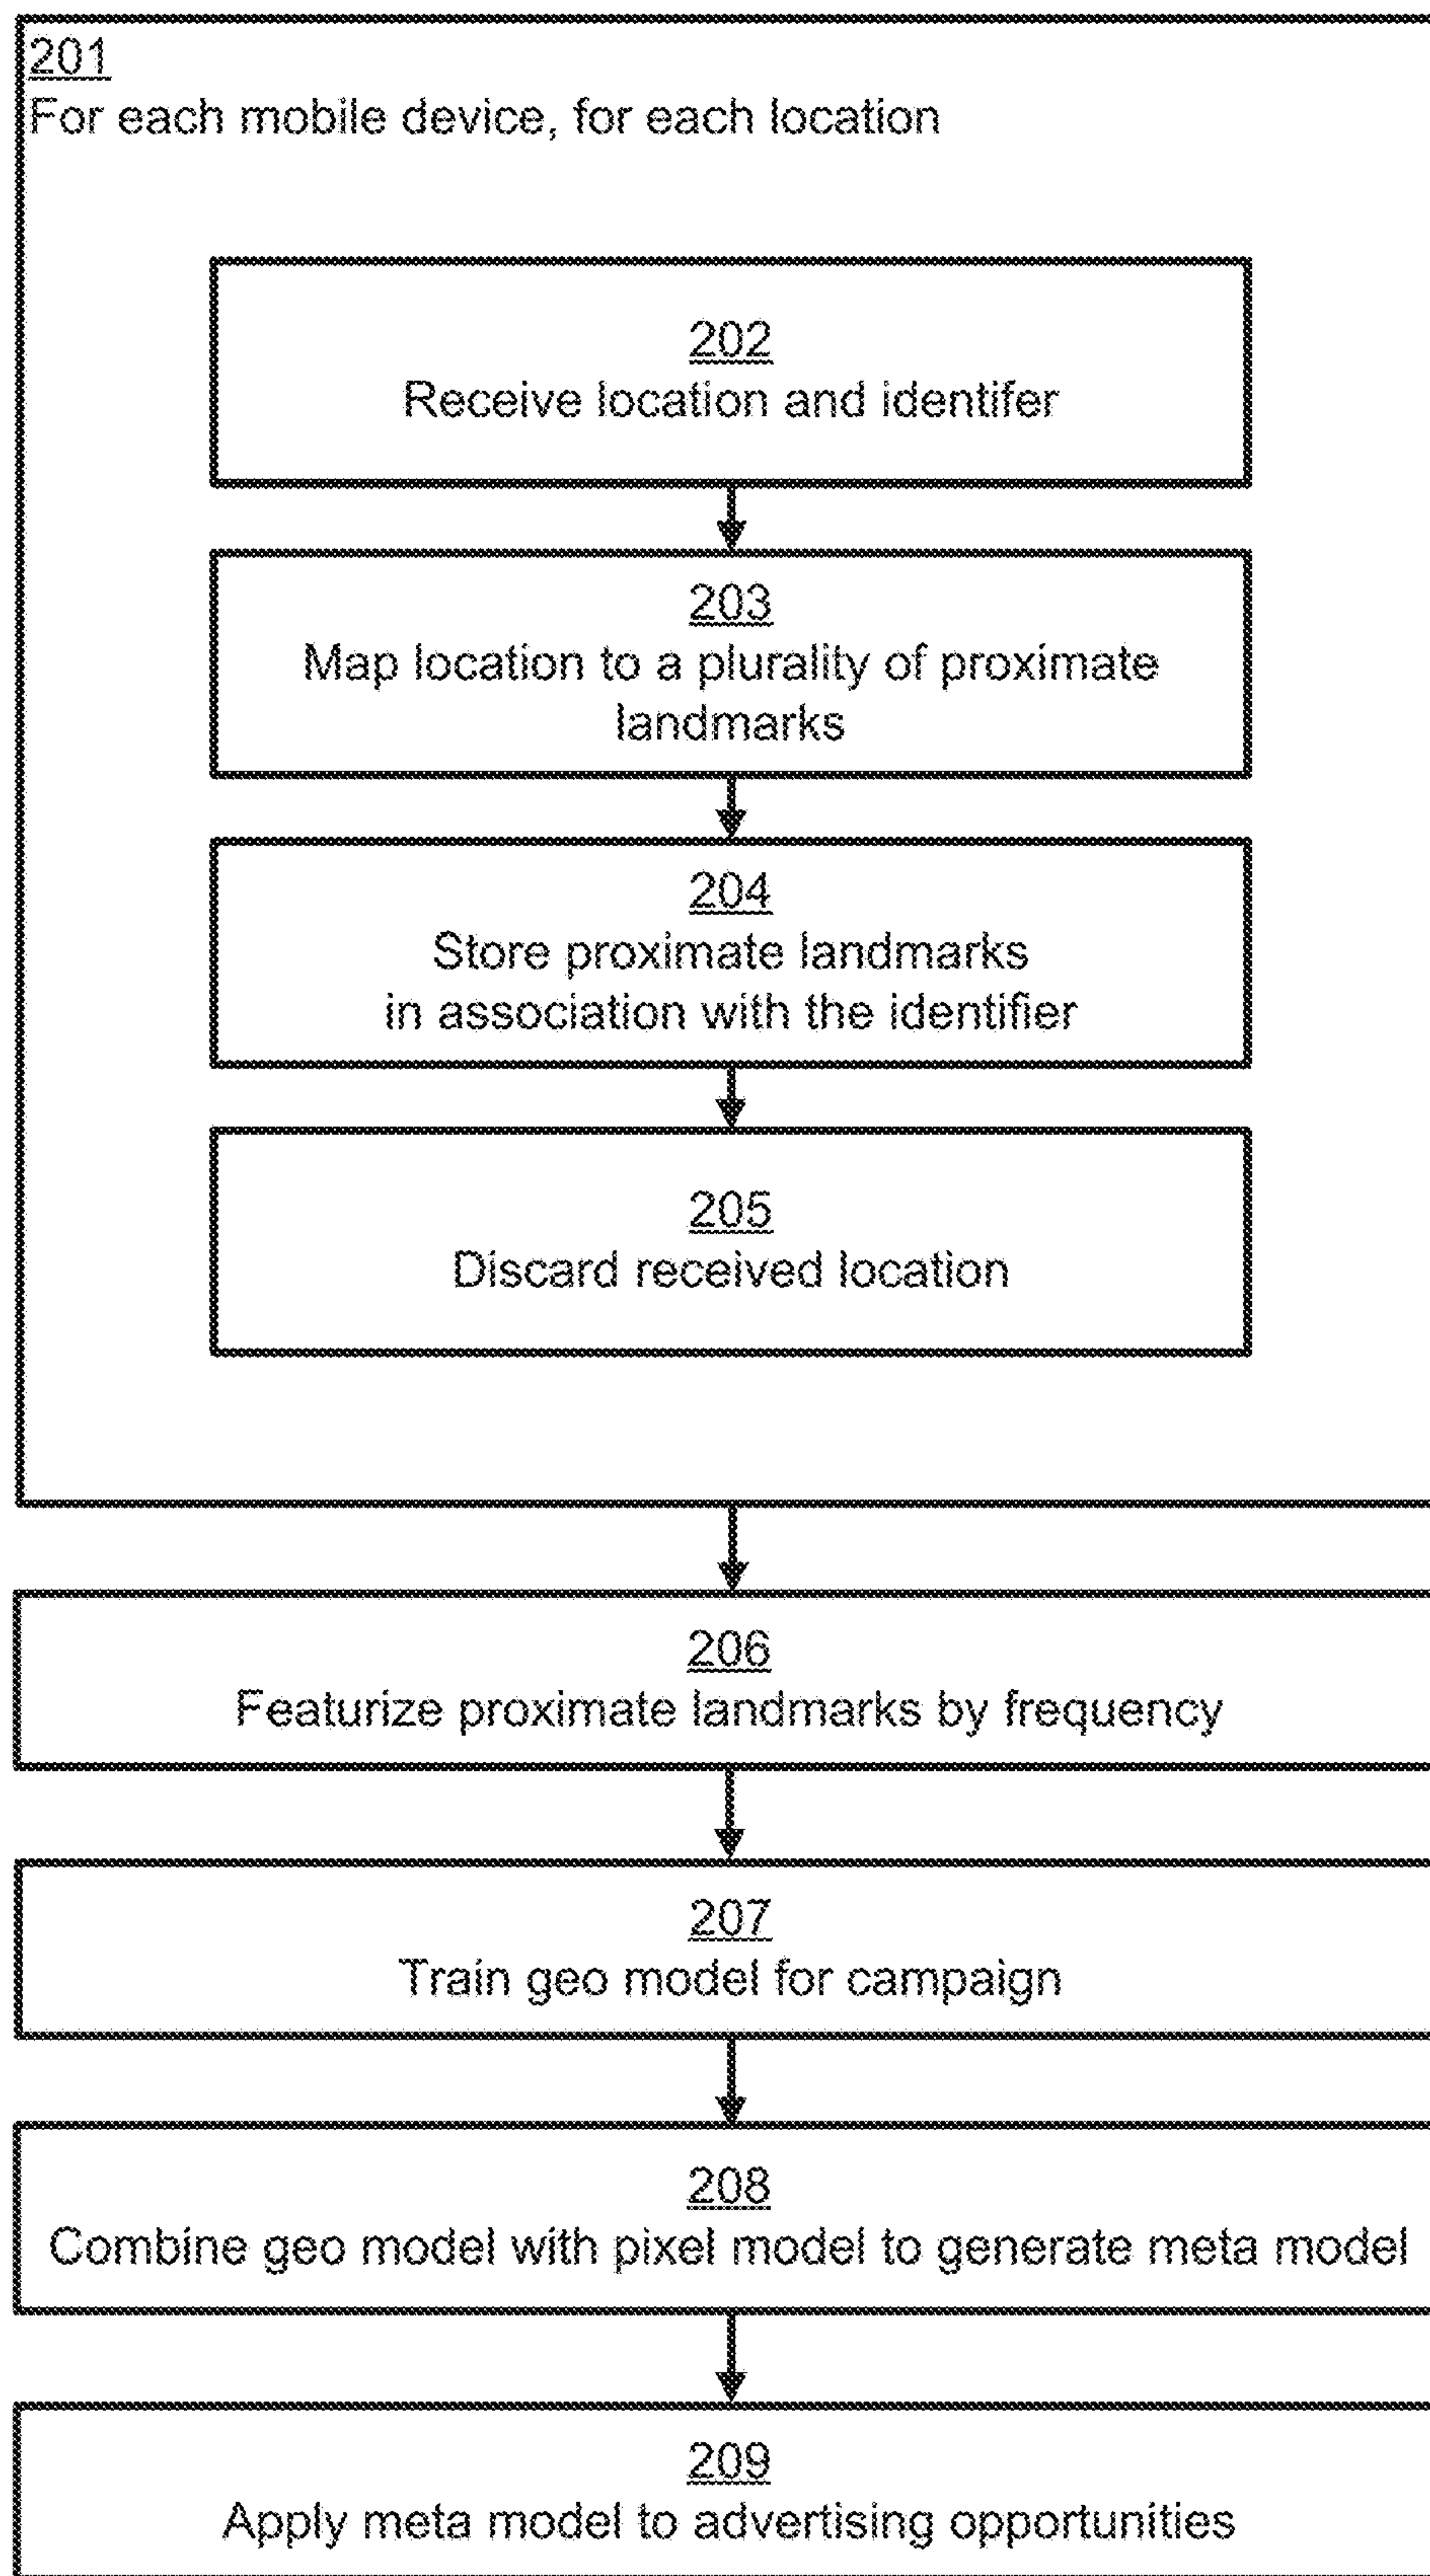 201
For each mobile device, for each location
202
Receive location and identifer
203
Map location to a plurality of proximate
landmarks
204
Store proximate landmarks
in association with the identifier
205
Discard received location
206
Featurize proximate landmarks by frequency
207
Train geo model for campaign
208
Combine geo model with pixel model to generate meta model
209
Apply meta model to advertising opportunities